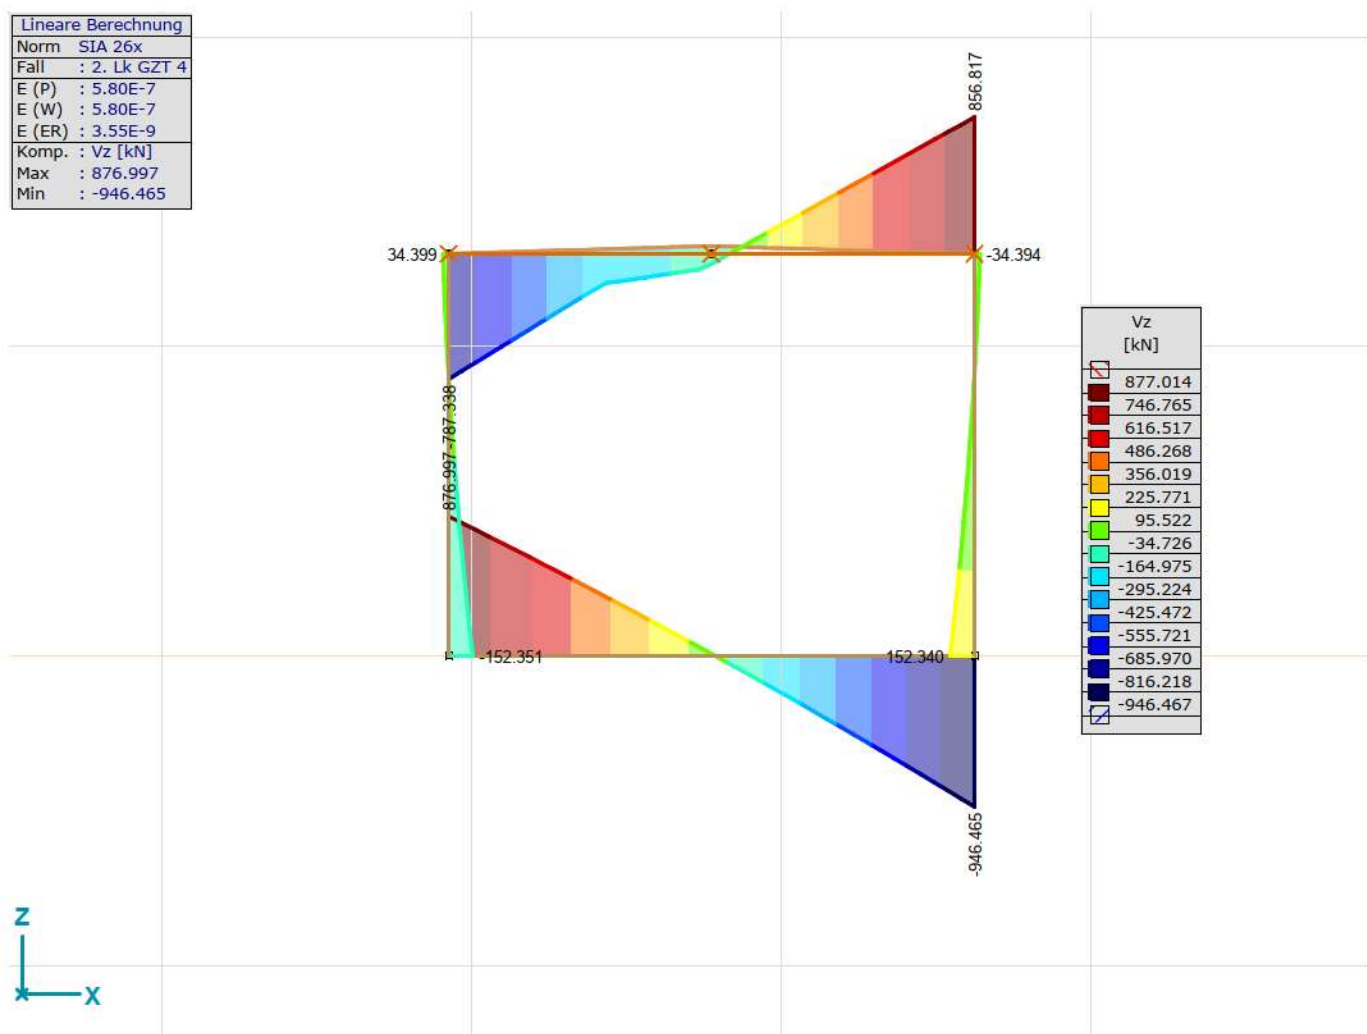 Lineare Berechnung
Norm SIA 26x
Fall : 2. Lk GZT 4
E (P) : 5.80E-7
E (W) : 5.80E-7
E (ER) : 3.55E-9
Komp. : Vz [kN]
Max : 876.997
Min : -946.465
856.817
34.399
-34.394
876.997
-787.338
-152.351
152.340
-946.465
Vz
[kN]
877.014
746.765
616.517
486.268
356.019
225.771
95.522
-34.726
-164.975
-295.224
-425.472
-555.721
-685.970
-816.218
-946.467
Z
X